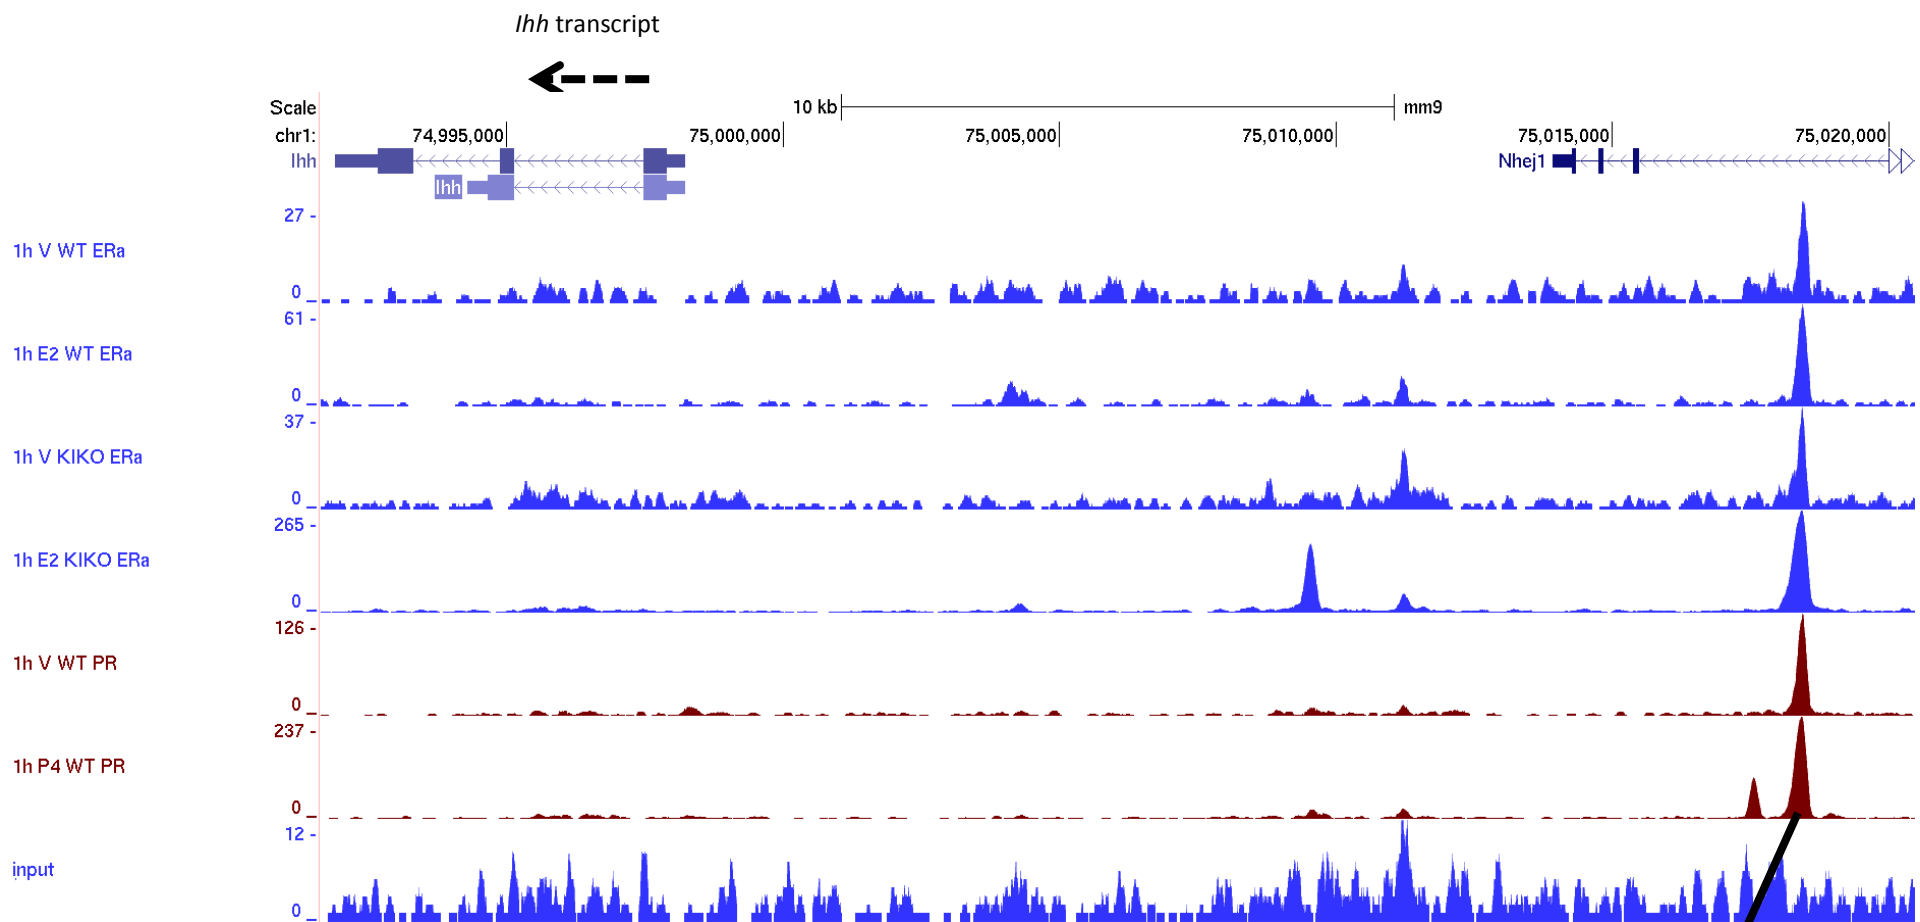 Ihh transcript
Scale 10 kb mm9
chr1: 74,995,000 75,000,000 75,005,000 75,010,000 75,015,000 75,020,000
Ihh Nhej1
Ihh
27 -
1h V WT ERa
0 _
61 -
1h E2 WT ERa
0 _
37 -
1h V KIKO ERa
0 _
265 -
1h E2 KIKO ERa
0 _
126 -
1h V WT PR
0 _
237 -
1h P4 WT PR
0 _
12 -
input
0 _